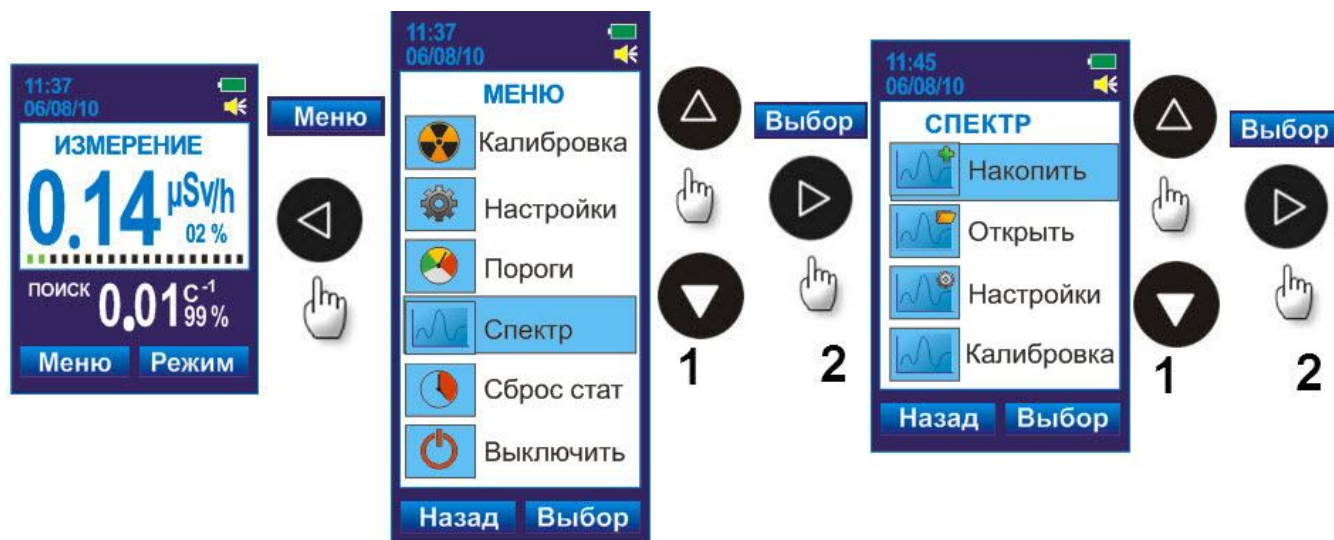 11:37
06/08/10
ИЗМЕРЕНИЕ
0.14 µSv/h
02 %
ПОИСК 0.01 С⁻¹
99 %
Меню Режим
Меню
11:37
06/08/10
МЕНЮ
Калибровка
Настройки
Пороги
Спектр
Сброс стат
Выключить
Назад Выбор
Выбор
1 2
11:45
06/08/10
СПЕКТР
Накопить
Открыть
Настройки
Калибровка
Назад Выбор
Выбор
1 2